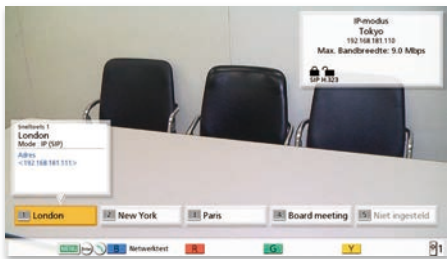 IP-modus
Tokyo
192 168 181.110
Max. Bandbreedte: 9.0 Mbps
SIP H.323
Sneltoets 1
London
Mode : IP (SIP)
Adres
<192 168 181 111>
1 London
2 New York
3 Paris
4 Board meeting
5 Niet ingesteld
MENU B Netwerktest R G Y 1